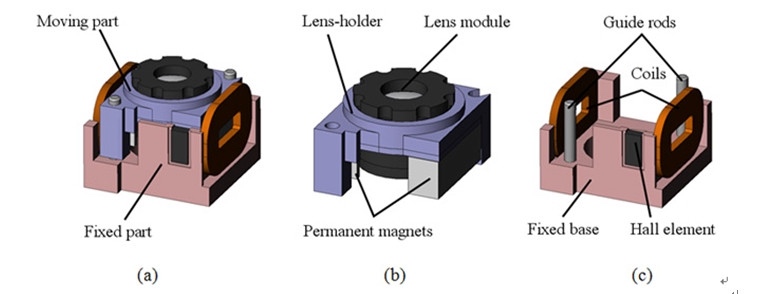 Moving part
Lens-holder
Lens module
Guide rods
Coils
Fixed part
Permanent magnets
Fixed base
Hall element
(a)
(b)
(c)